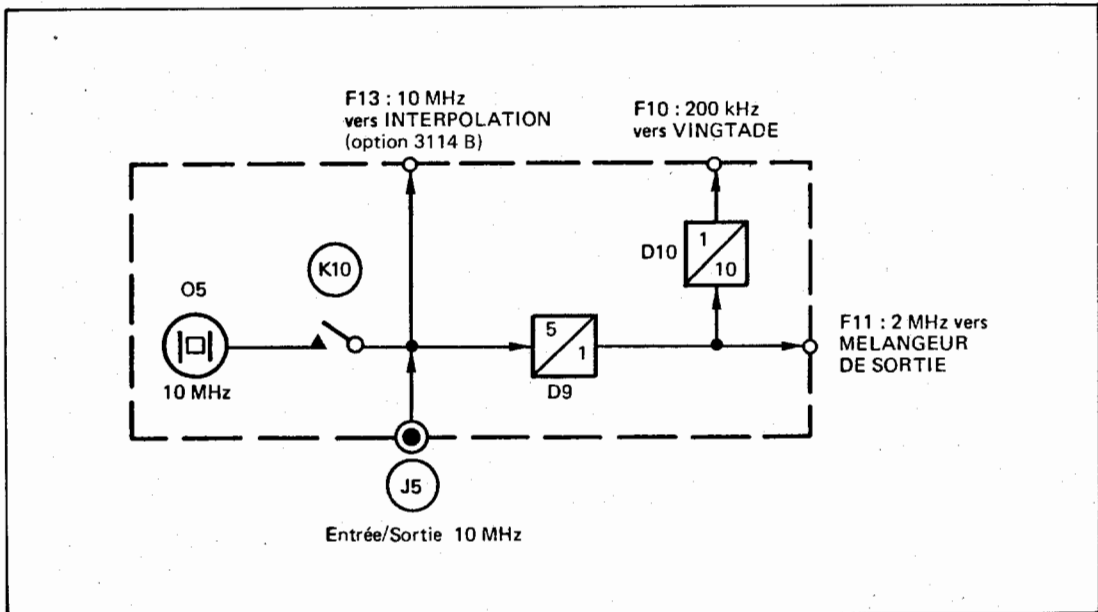 F13 : 10 MHz
vers INTERPOLATION
(option 3114 B)
F10 : 200 kHz
vers VINGTADE
K10
O5
10 MHz
5
1
D9
D10
1
10
F11 : 2 MHz vers
MELANGEUR
DE SORTIE
J5
Entrée/Sortie 10 MHz